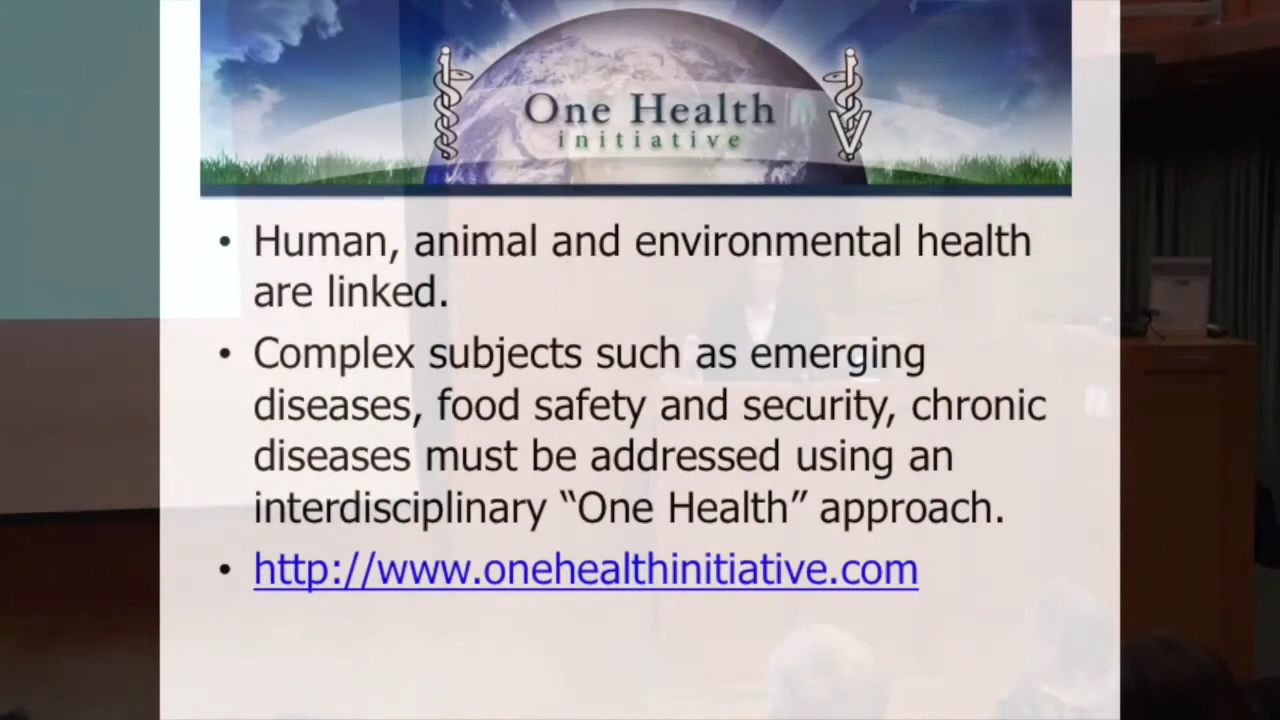 One Health
initiative
• Human, animal and environmental health
are linked.
• Complex subjects such as emerging
diseases, food safety and security, chronic
diseases must be addressed using an
interdisciplinary “One Health” approach.
• http://www.onehealthinitiative.com